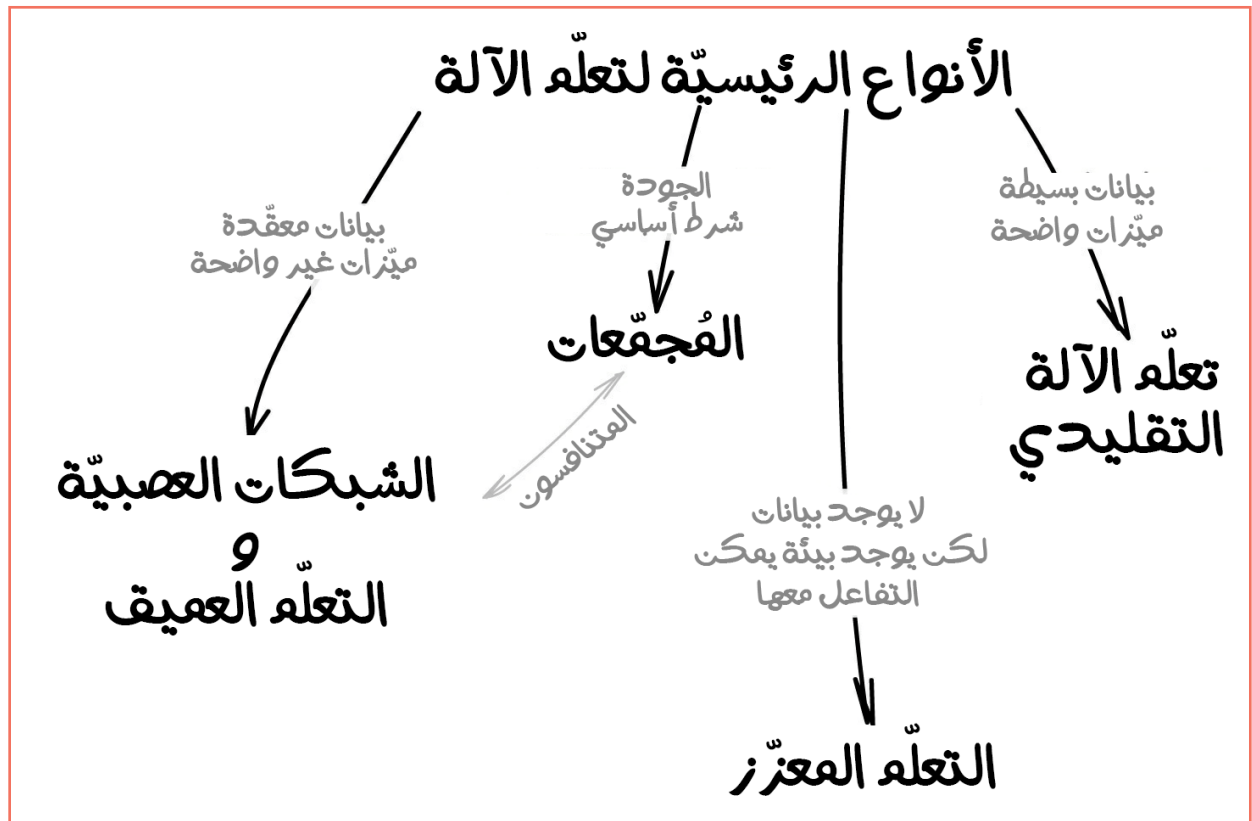 الأنواع الرئيسيّة لتعلّم الآلة
بيانات بسيطة
ميّزات واضحة
تعلّم الآلة
التقليدي
لا يوجد بيانات
لكن يوجد بيئة يمكن
التفاعل معها
التعلّم المعزّز
الجودة
شرط أساسي
المُجمّعات
المتنافسون
بيانات معقّدة
ميّزات غير واضحة
الشبكات العصبيّة
و
التعلّم العميق